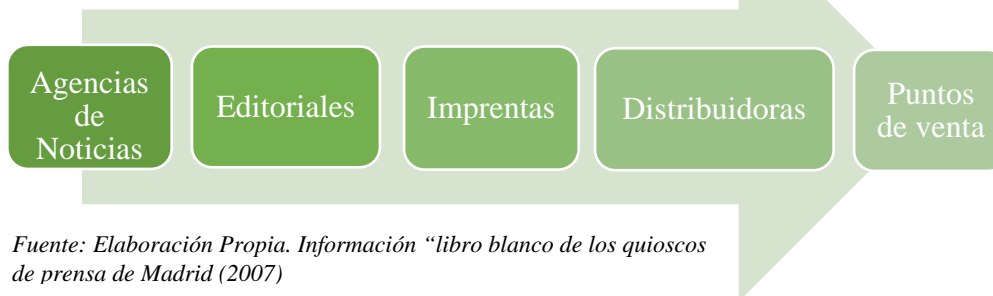 Agencias
de
Noticias
Editoriales
Imprentas
Distribuidoras
Puntos
de venta
Fuente: Elaboración Propia. Información “libro blanco de los quioscos
de prensa de Madrid (2007)